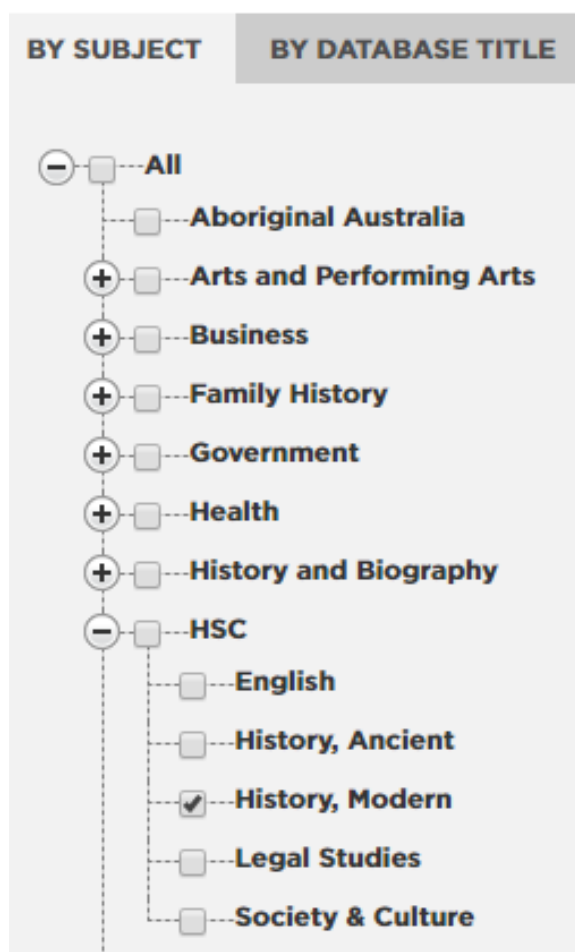 BY SUBJECT BY DATABASE TITLE
All
Aboriginal Australia
Arts and Performing Arts
Business
Family History
Government
Health
History and Biography
HSC
English
History, Ancient
History, Modern
Legal Studies
Society & Culture